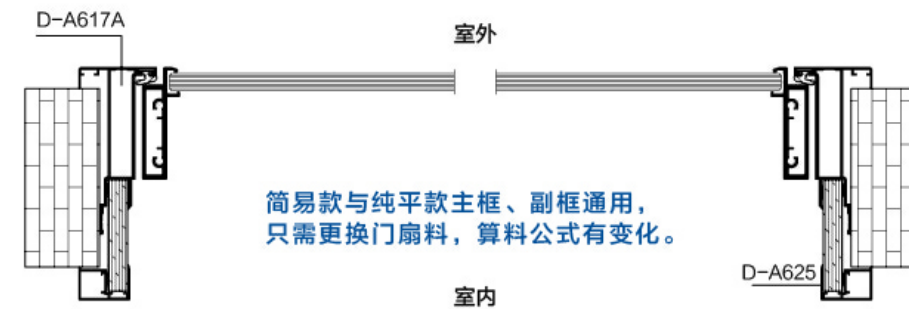 D-A617A
室外
简易款与纯平款主框、副框通用，
只需更换门扇料，算料公式有变化。
D-A625
室内